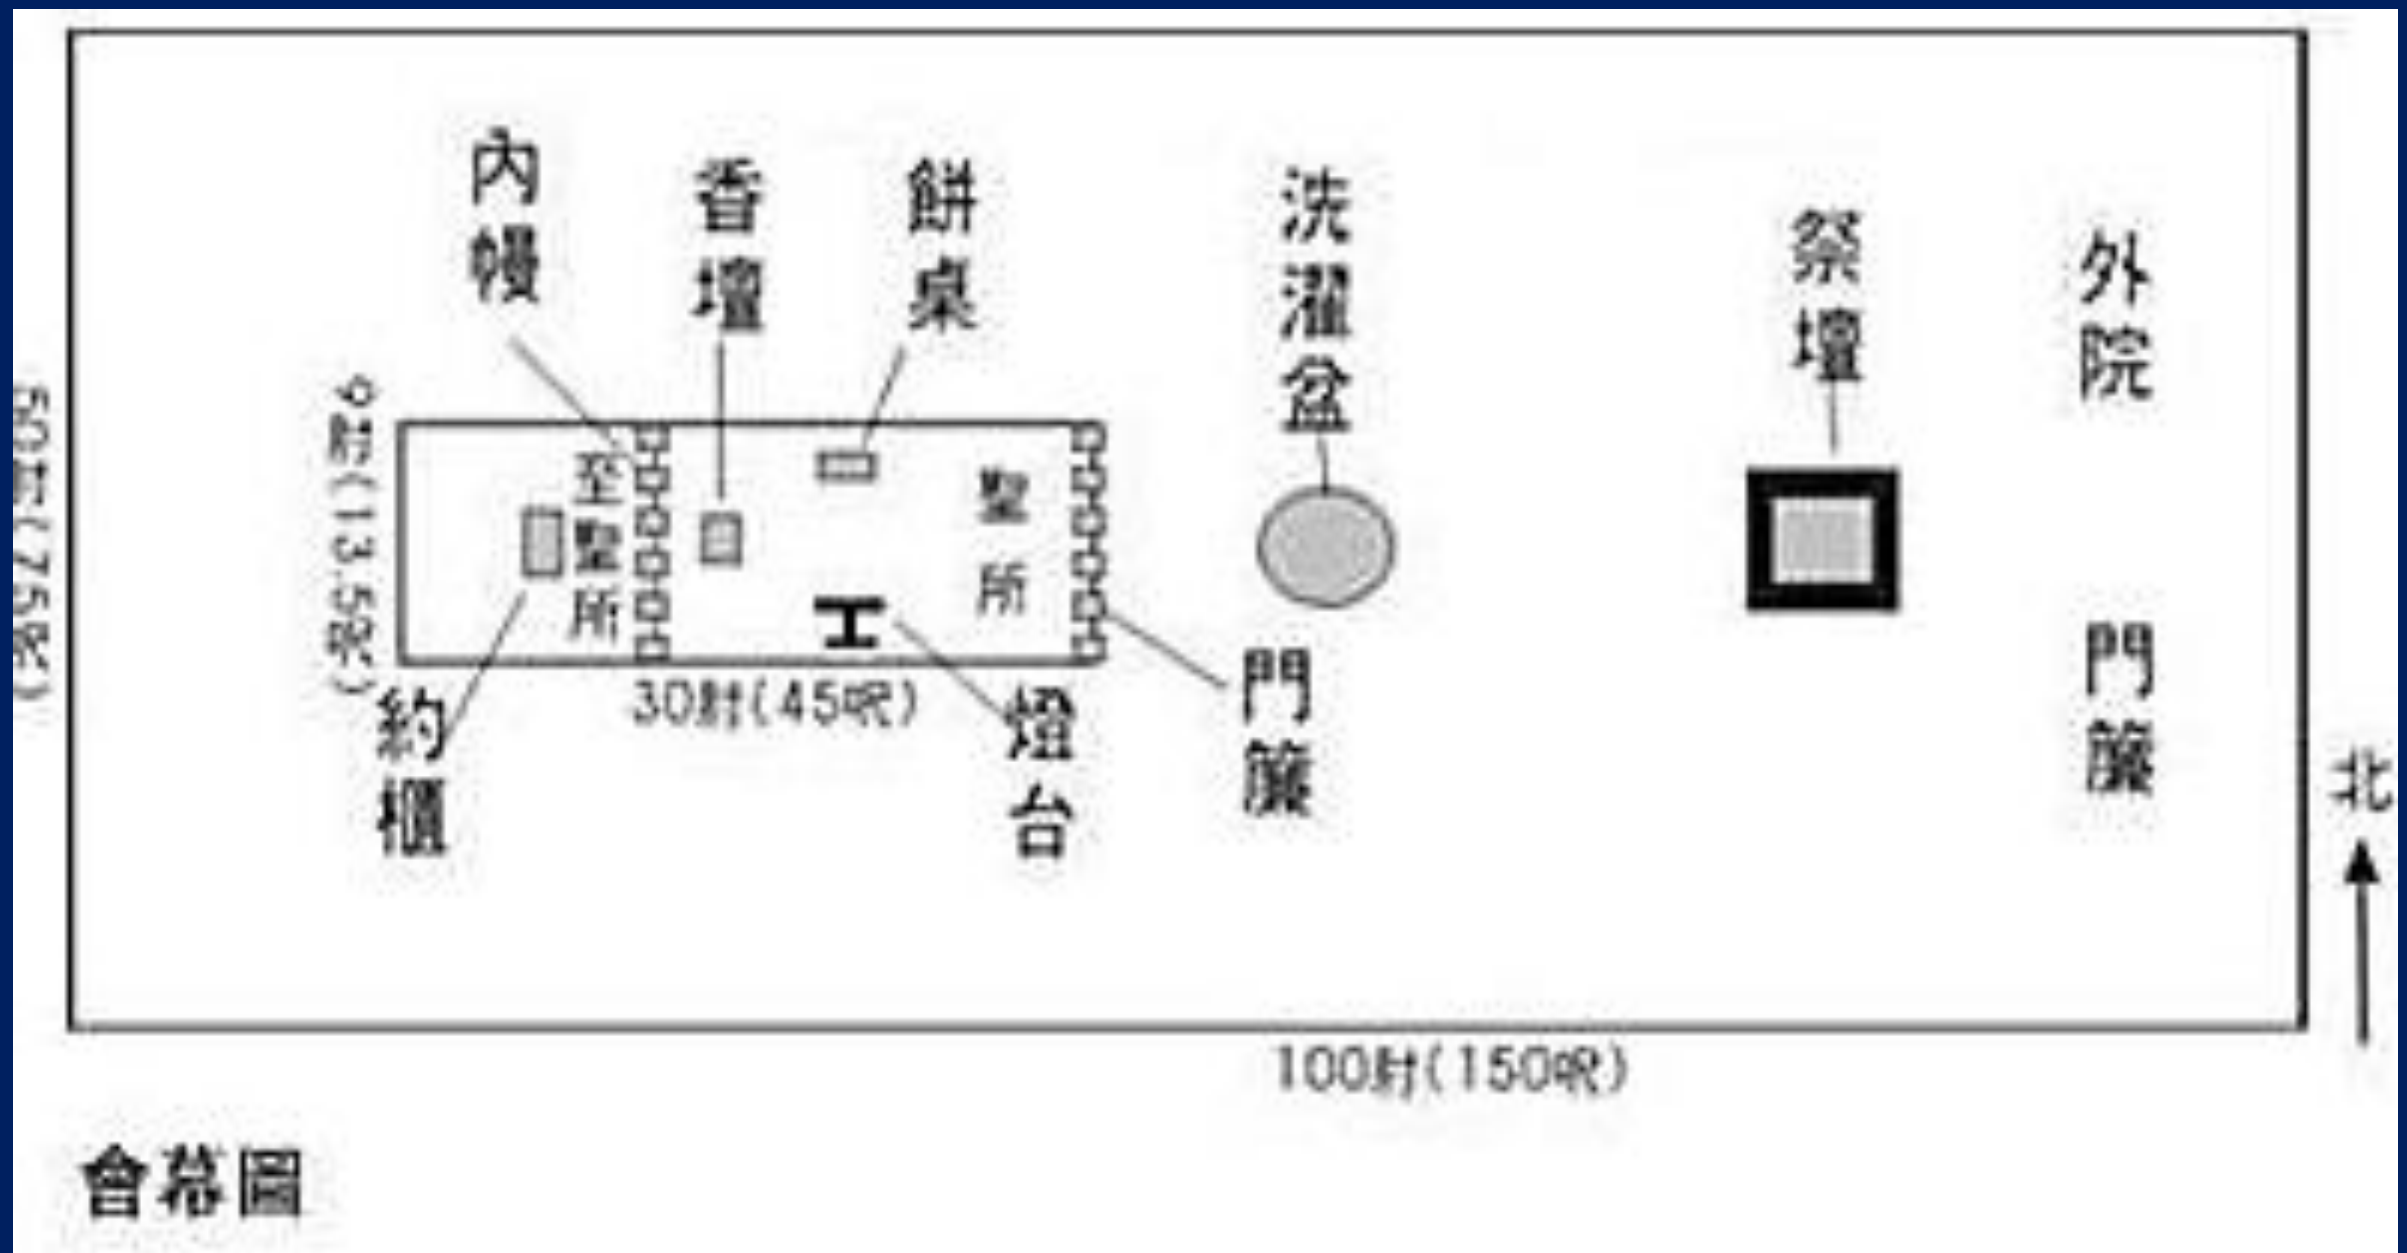 內幔
香壇
餅桌
洗濯盆
祭壇
外院
50肘(75呎)
9肘(13.5呎)
至聖所
聖所
約櫃
30肘(45呎)
燈台
門簾
門簾
北
100肘(150呎)
會幕圖